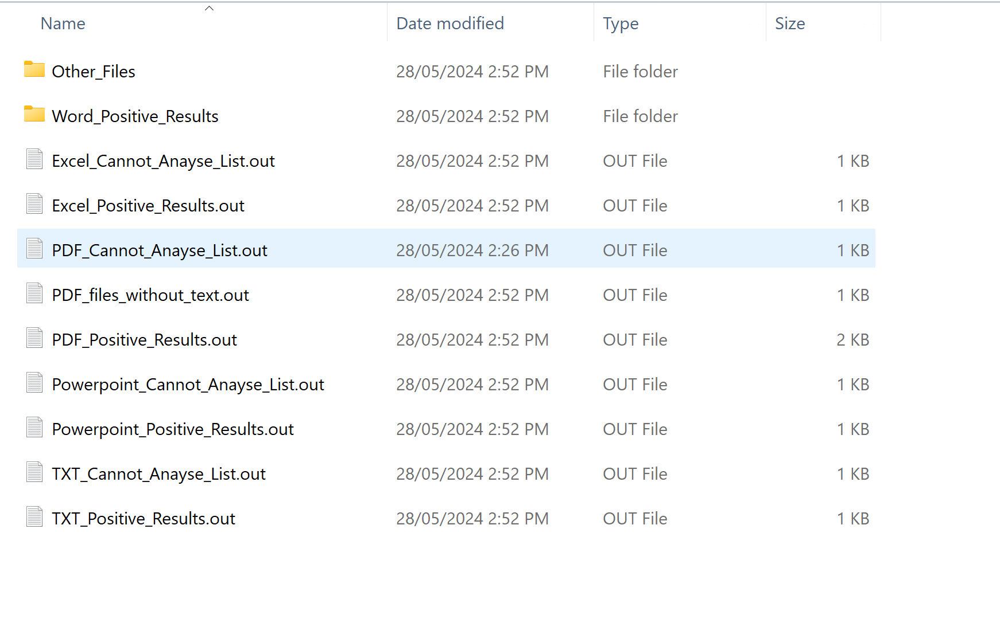 Name Date modified Type Size
Other_Files 28/05/2024 2:52 PM File folder
Word_Positive_Results 28/05/2024 2:52 PM File folder
Excel_Cannot_Anayse_List.out 28/05/2024 2:52 PM OUT File 1 KB
Excel_Positive_Results.out 28/05/2024 2:52 PM OUT File 1 KB
PDF_Cannot_Anayse_List.out 28/05/2024 2:26 PM OUT File 1 KB
PDF_files_without_text.out 28/05/2024 2:52 PM OUT File 1 KB
PDF_Positive_Results.out 28/05/2024 2:52 PM OUT File 2 KB
Powerpoint_Cannot_Anayse_List.out 28/05/2024 2:52 PM OUT File 1 KB
Powerpoint_Positive_Results.out 28/05/2024 2:52 PM OUT File 1 KB
TXT_Cannot_Anayse_List.out 28/05/2024 2:52 PM OUT File 1 KB
TXT_Positive_Results.out 28/05/2024 2:52 PM OUT File 1 KB